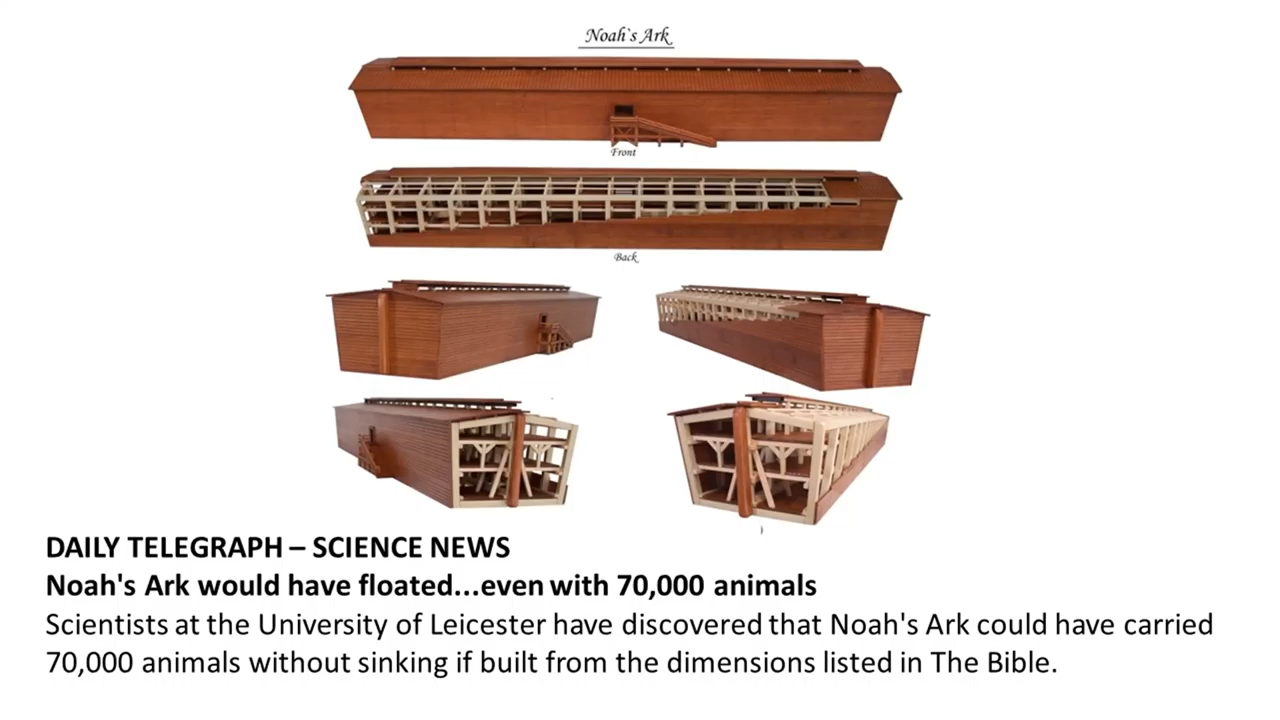 Noah`s Ark
Front
Back
DAILY TELEGRAPH – SCIENCE NEWS
Noah's Ark would have floated...even with 70,000 animals
Scientists at the University of Leicester have discovered that Noah's Ark could have carried
70,000 animals without sinking if built from the dimensions listed in The Bible.